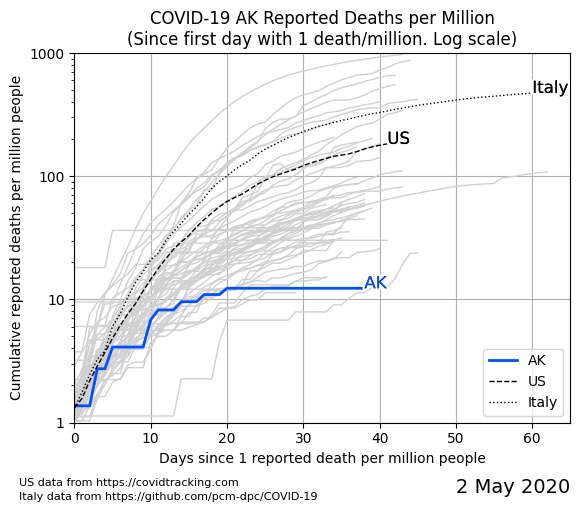 COVID-19 AK Reported Deaths per Million
(Since first day with 1 death/million. Log scale)
Cumulative reported deaths per million people
1000
100
10
1
Italy
US
AK
AK
US
Italy
0 10 20 30 40 50 60
Days since 1 reported death per million people
US data from https://covidtracking.com
Italy data from https://github.com/pcm-dpc/COVID-19
2 May 2020